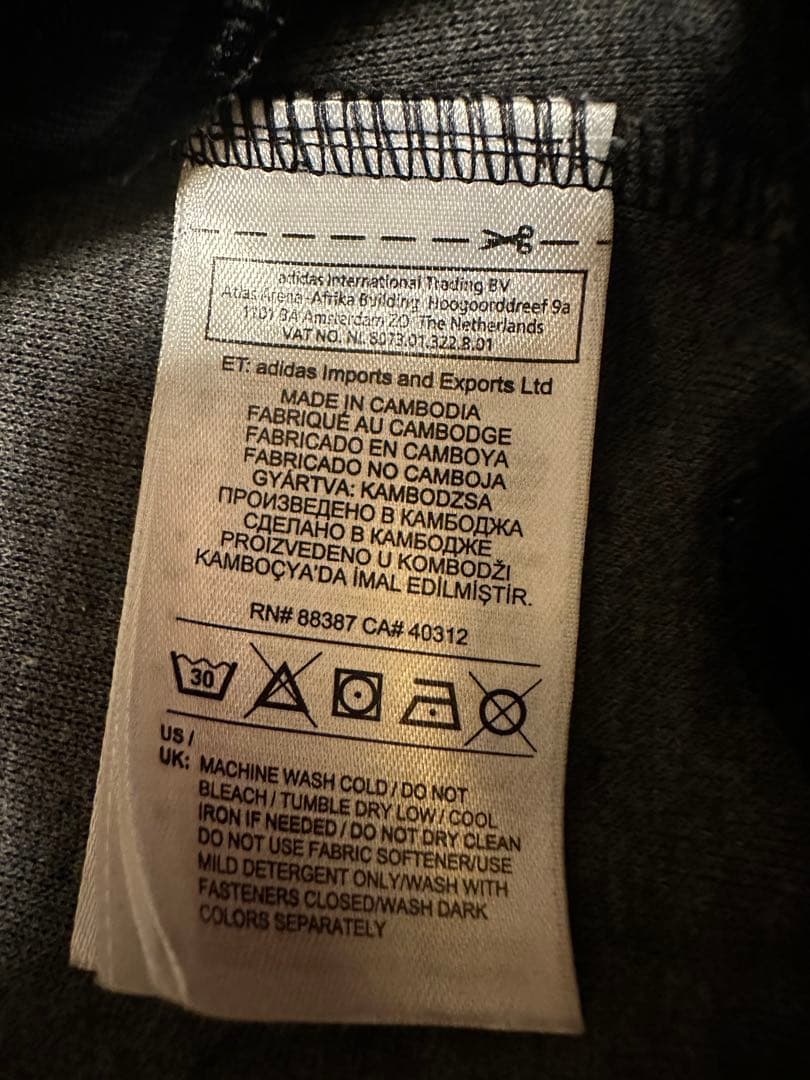 adidas International Trading BV
Atlas Arena-Afrika Building Hoogoorddreef 9a
1101 BA Amsterdam ZO The Netherlands
VAT NO. NL 8073.01.322.B.01
ET: adidas Imports and Exports Ltd
MADE IN CAMBODIA
FABRIQUÉ AU CAMBODGE
FABRICADO EN CAMBOYA
FABRICADO NO CAMBOJA
GYÁRTVA: KAMBODZSA
ПРОИЗВЕДЕНО В КАМБОДЖА
СДЕЛАНО В КАМБОДЖЕ
PROIZVEDENO U KOMBODŽI
KAMBOÇYA'DA İMAL EDİLMİŞTİR.
RN# 88387 CA# 40312
30
US /
UK: MACHINE WASH COLD / DO NOT
BLEACH / TUMBLE DRY LOW / COOL
IRON IF NEEDED / DO NOT DRY CLEAN
DO NOT USE FABRIC SOFTENER/USE
MILD DETERGENT ONLY/WASH WITH
FASTENERS CLOSED/WASH DARK
COLORS SEPARATELY